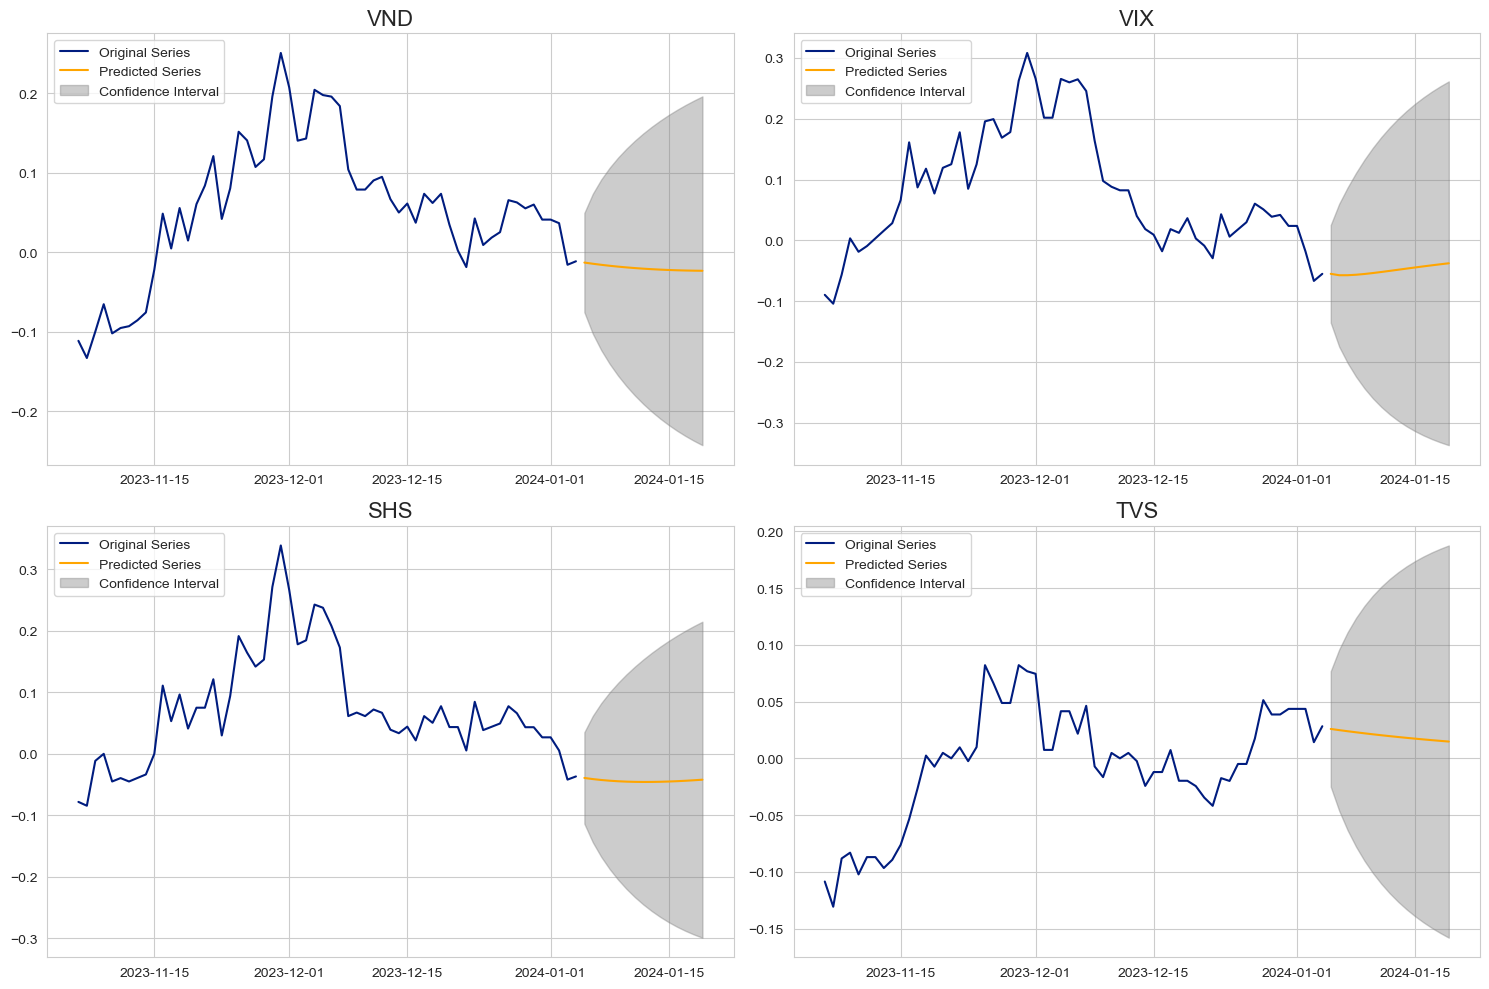 VND
Original Series
Predicted Series
Confidence Interval
0.2
0.1
0.0
−0.1
−0.2
2023-11-15 2023-12-01 2023-12-15 2024-01-01 2024-01-15
VIX
Original Series
Predicted Series
Confidence Interval
0.3
0.2
0.1
0.0
−0.1
−0.2
−0.3
2023-11-15 2023-12-01 2023-12-15 2024-01-01 2024-01-15
SHS
Original Series
Predicted Series
Confidence Interval
0.3
0.2
0.1
0.0
−0.1
−0.2
−0.3
2023-11-15 2023-12-01 2023-12-15 2024-01-01 2024-01-15
TVS
Original Series
Predicted Series
Confidence Interval
0.20
0.15
0.10
0.05
0.00
−0.05
−0.10
−0.15
2023-11-15 2023-12-01 2023-12-15 2024-01-01 2024-01-15